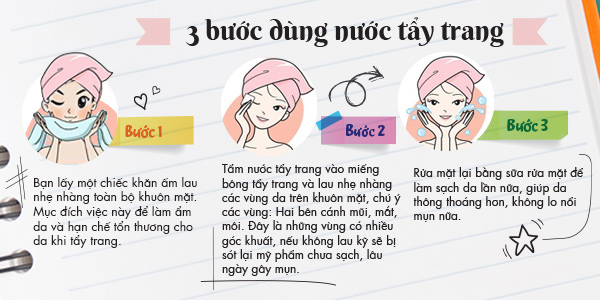 3 bước dùng nước tẩy trang
Bước 1
Bạn lấy một chiếc khăn ấm lau
nhẹ nhàng toàn bộ khuôn mặt.
Mục đích việc này để làm ấm
da và hạn chế tổn thương cho
da khi tẩy trang.
Bước 2
Tẩm nước tẩy trang vào miếng
bông tẩy trang và lau nhẹ nhàng
các vùng da trên khuôn mặt, chú ý
các vùng: Hai bên cánh mũi, mắt,
môi. Đây là những vùng có nhiều
góc khuất, nếu không lau kỹ sẽ bị
sót lại mỹ phẩm chưa sạch, lâu
ngày gây mụn.
Bước 3
Rửa mặt lại bằng sữa rửa mặt để
làm sạch da lần nữa, giúp da
thông thoáng hơn, không lo nổi
mụn nữa.